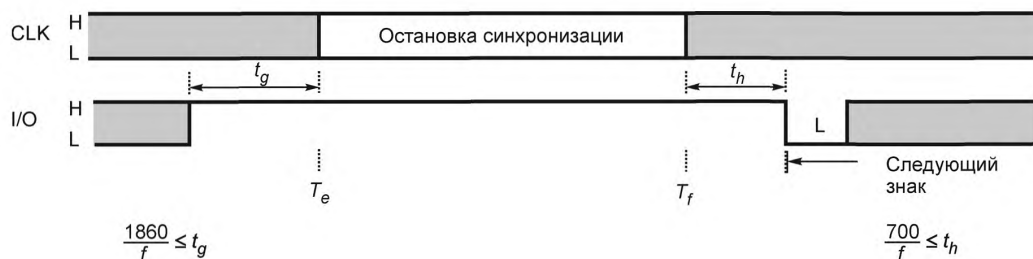 H
CLK
Остановка синхронизации
L
t_g
t_h
H
I/O
L
L
Следующий
знак
T_e
T_f
1860/f ≤ t_g
700/f ≤ t_h